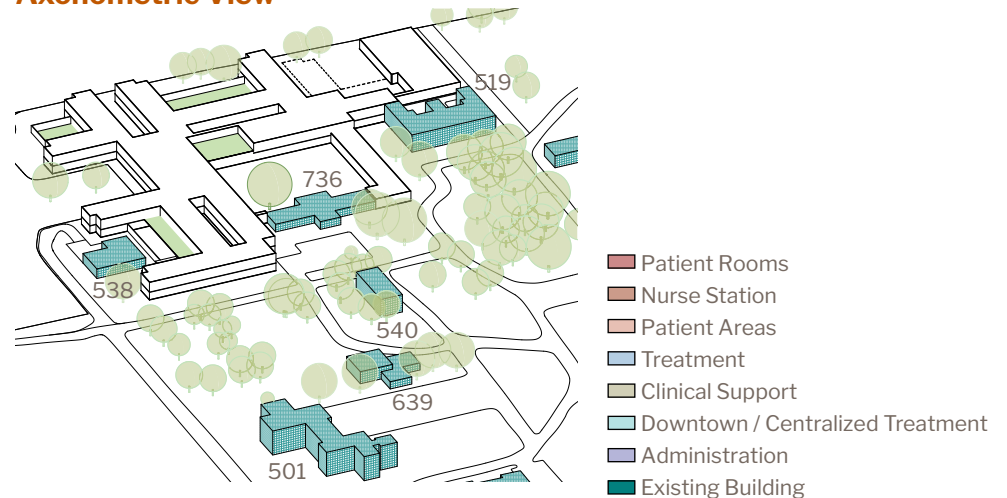 Axonometric View
519
736
538
540
639
501
Patient Rooms
Nurse Station
Patient Areas
Treatment
Clinical Support
Downtown / Centralized Treatment
Administration
Existing Building